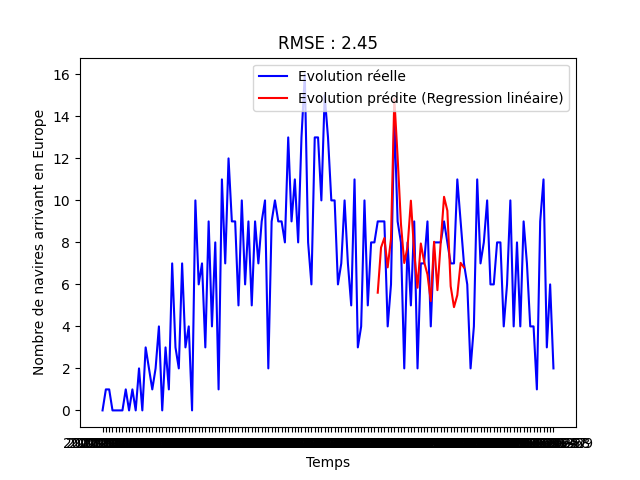 RMSE : 2.45
Evolution réelle
Evolution prédite (Regression linéaire)
Nombre de navires arrivant en Europe
16
14
12
10
8
6
4
2
0
Temps